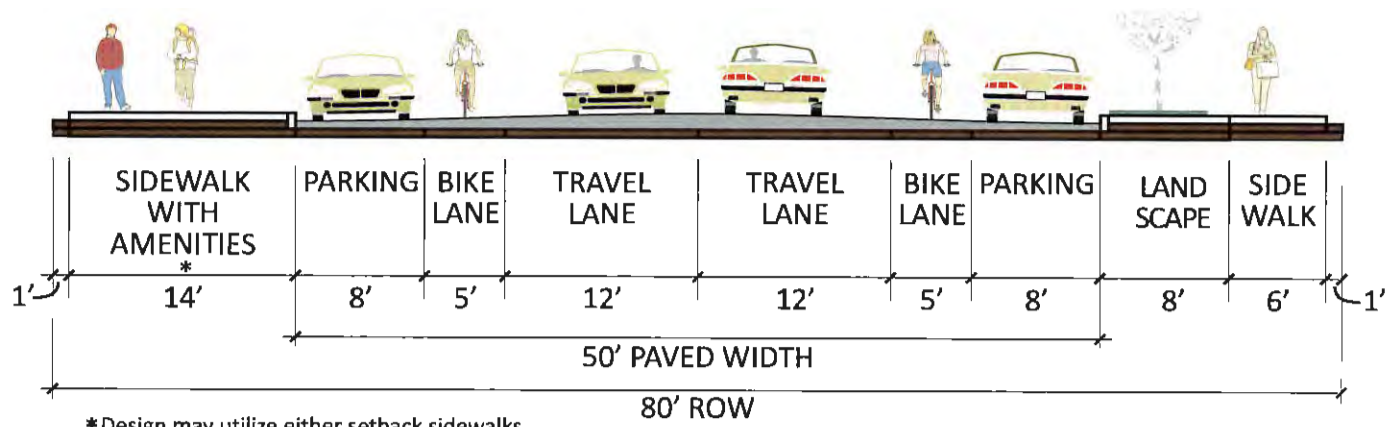 SIDEWALK
WITH
AMENITIES
*
PARKING
BIKE
LANE
TRAVEL
LANE
TRAVEL
LANE
BIKE
LANE
PARKING
LAND
SCAPE
SIDE
WALK
1'
14'
8'
5'
12'
12'
5'
8'
8'
6'
1'
50' PAVED WIDTH
80' ROW
*Design may utilize either setback sidewalks